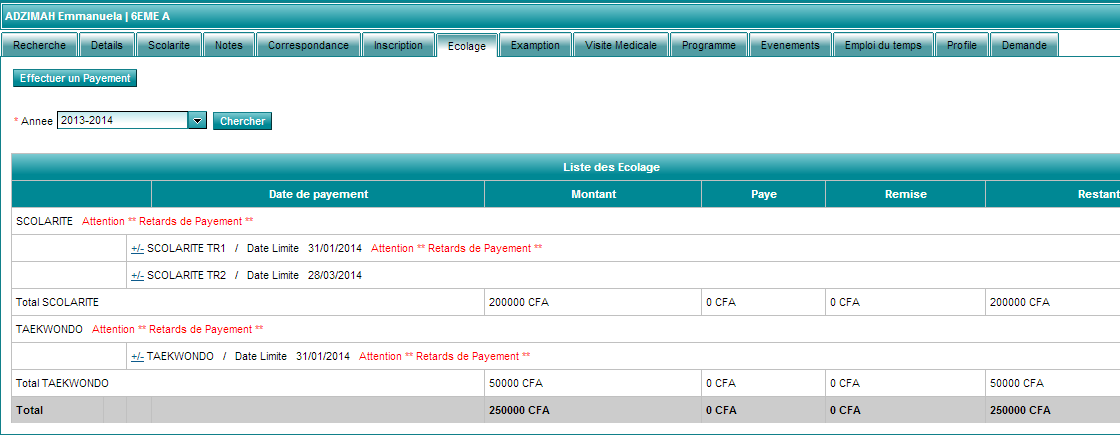 ADZIMAH Emmanuela | 6EME A
Recherche Details Scolarite Notes Correspondance Inscription Ecolage Examption Visite Medicale Programme Evenements Emploi du temps Profile Demande
Effectuer un Payement
* Annee 2013-2014 Chercher
Liste des Ecolage
Date de payement Montant Paye Remise Restant
SCOLARITE Attention ** Retards de Payement **
+/- SCOLARITE TR1 / Date Limite 31/01/2014 Attention ** Retards de Payement **
+/- SCOLARITE TR2 / Date Limite 28/03/2014
Total SCOLARITE 200000 CFA 0 CFA 0 CFA 200000 CFA
TAEKWONDO Attention ** Retards de Payement **
+/- TAEKWONDO / Date Limite 31/01/2014 Attention ** Retards de Payement **
Total TAEKWONDO 50000 CFA 0 CFA 0 CFA 50000 CFA
Total 250000 CFA 0 CFA 0 CFA 250000 CFA